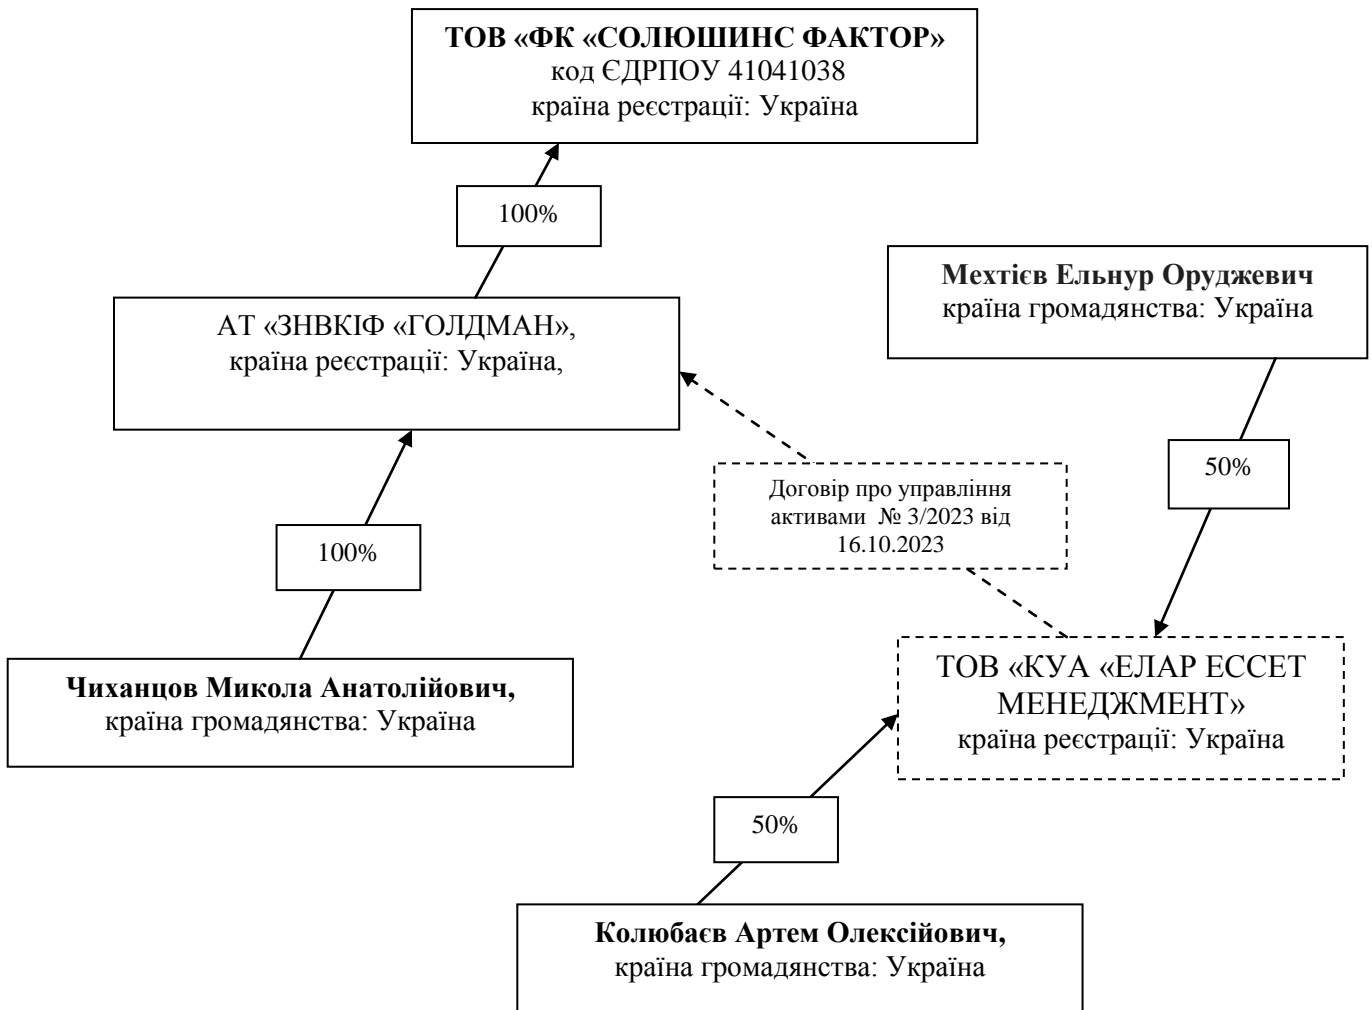 ТОВ «ФК «СОЛЮШИНС ФАКТОР»
код ЄДРПОУ 41041038
країна реєстрації: Україна
100%
Мехтієв Ельнур Оруджевич
країна громадянства: Україна
АТ «ЗНВКІФ «ГОЛДМАН»,
країна реєстрації: Україна,
50%
Договір про управління
активами № 3/2023 від
16.10.2023
100%
ТОВ «КУА «ЕЛАР ЕССЕТ
МЕНЕДЖМЕНТ»
країна реєстрації: Україна
Чиханцов Микола Анатолійович,
країна громадянства: Україна
50%
Колюбаєв Артем Олексійович,
країна громадянства: Україна